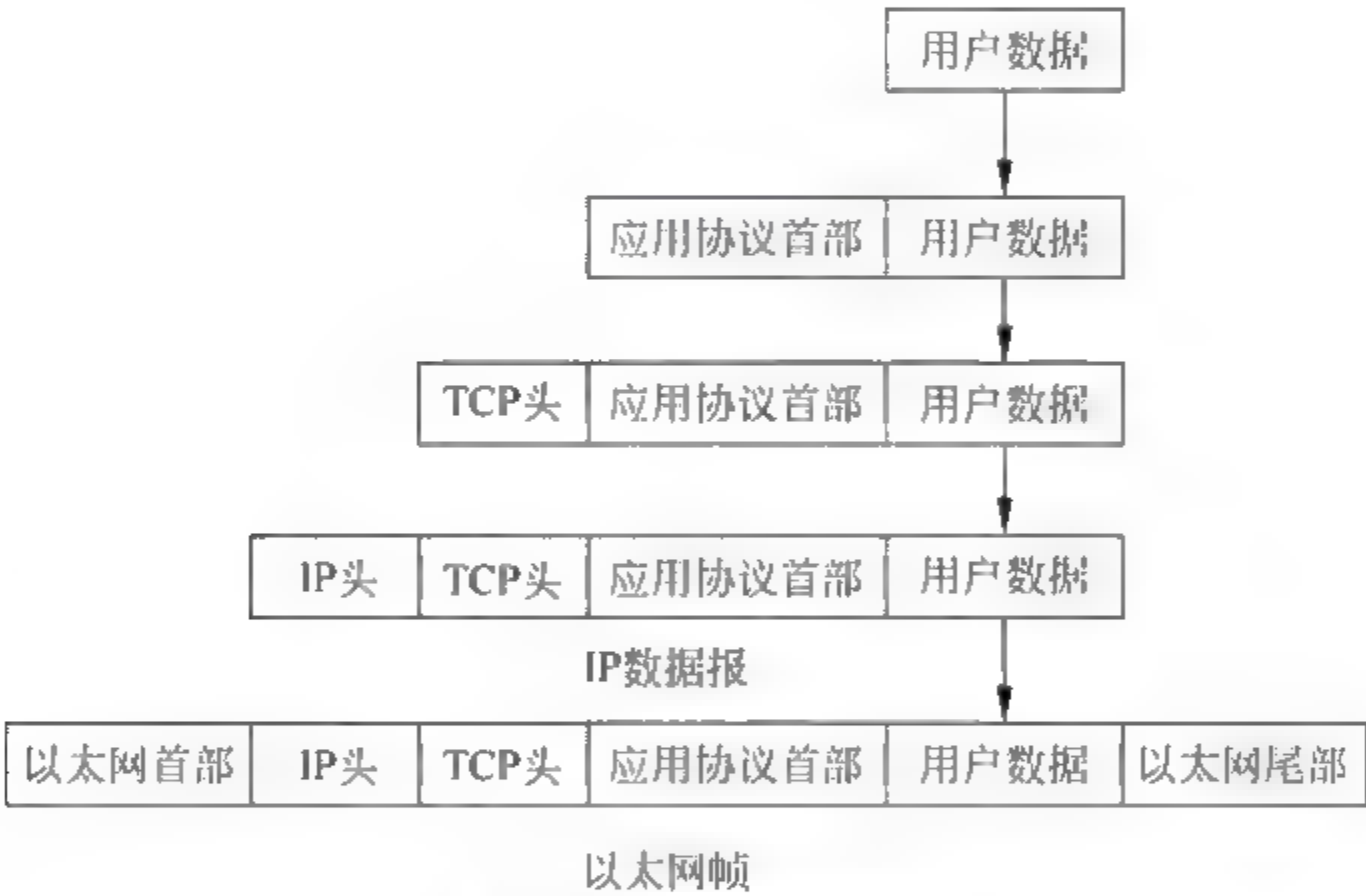 用户数据
应用协议首部 用户数据
TCP头 应用协议首部 用户数据
IP头 TCP头 应用协议首部 用户数据
IP数据报
以太网首部 IP头 TCP头 应用协议首部 用户数据 以太网尾部
以太网帧